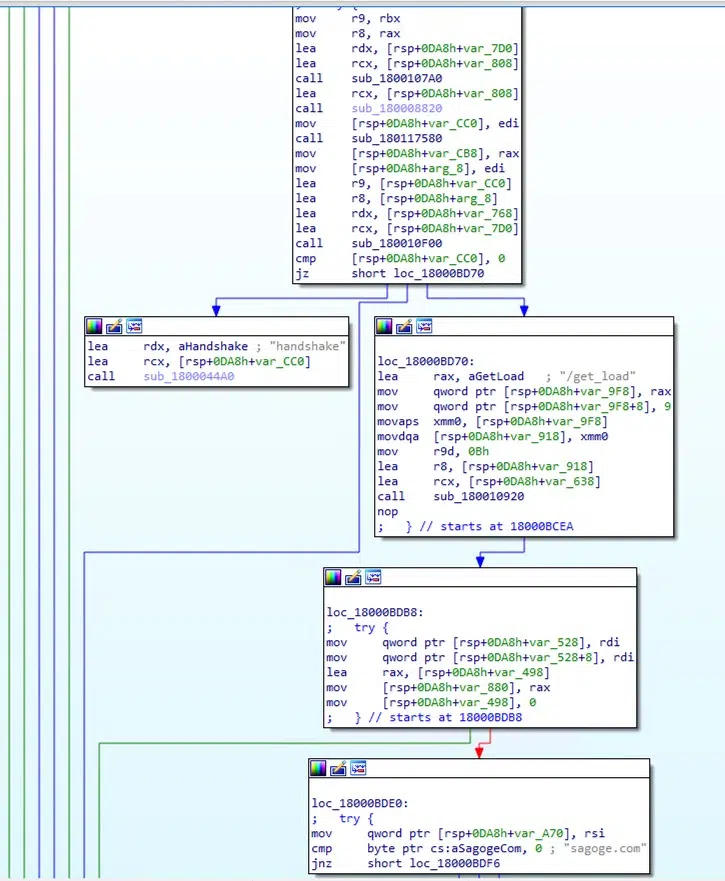 mov r9, rbx
mov r8, rax
lea rdx, [rsp+0DA8h+var_7D0]
lea rcx, [rsp+0DA8h+var_808]
call sub_1800107A0
lea rcx, [rsp+0DA8h+var_808]
call sub_180008820
mov [rsp+0DA8h+var_CC0], edi
call sub_180117580
mov [rsp+0DA8h+var_CB8], rax
mov [rsp+0DA8h+arg_8], edi
lea r9, [rsp+0DA8h+var_CC0]
lea r8, [rsp+0DA8h+arg_8]
lea rdx, [rsp+0DA8h+var_768]
lea rcx, [rsp+0DA8h+var_7D0]
call sub_180010F00
cmp [rsp+0DA8h+var_CC0], 0
jz short loc_18000BD70
lea rdx, aHandshake ; "handshake"
lea rcx, [rsp+0DA8h+var_CC0]
call sub_1800044A0
loc_18000BD70:
lea rax, aGetLoad ; "/get_load"
mov qword ptr [rsp+0DA8h+var_9F8], rax
mov qword ptr [rsp+0DA8h+var_9F8+8], 9
movaps xmm0, [rsp+0DA8h+var_9F8]
movdqa [rsp+0DA8h+var_918], xmm0
mov r9d, 0Bh
lea r8, [rsp+0DA8h+var_918]
lea rcx, [rsp+0DA8h+var_638]
call sub_180010920
nop
; } // starts at 18000BCEA
loc_18000BDB8:
; try {
mov qword ptr [rsp+0DA8h+var_528], rdi
mov qword ptr [rsp+0DA8h+var_528+8], rdi
lea rax, [rsp+0DA8h+var_498]
mov [rsp+0DA8h+var_880], rax
mov [rsp+0DA8h+var_498], 0
; } // starts at 18000BDB8
loc_18000BDE0:
; try {
mov qword ptr [rsp+0DA8h+var_A70], rsi
cmp byte ptr cs:aSagogeCom, 0 ; "sagoge.com"
jnz short loc_18000BDF6